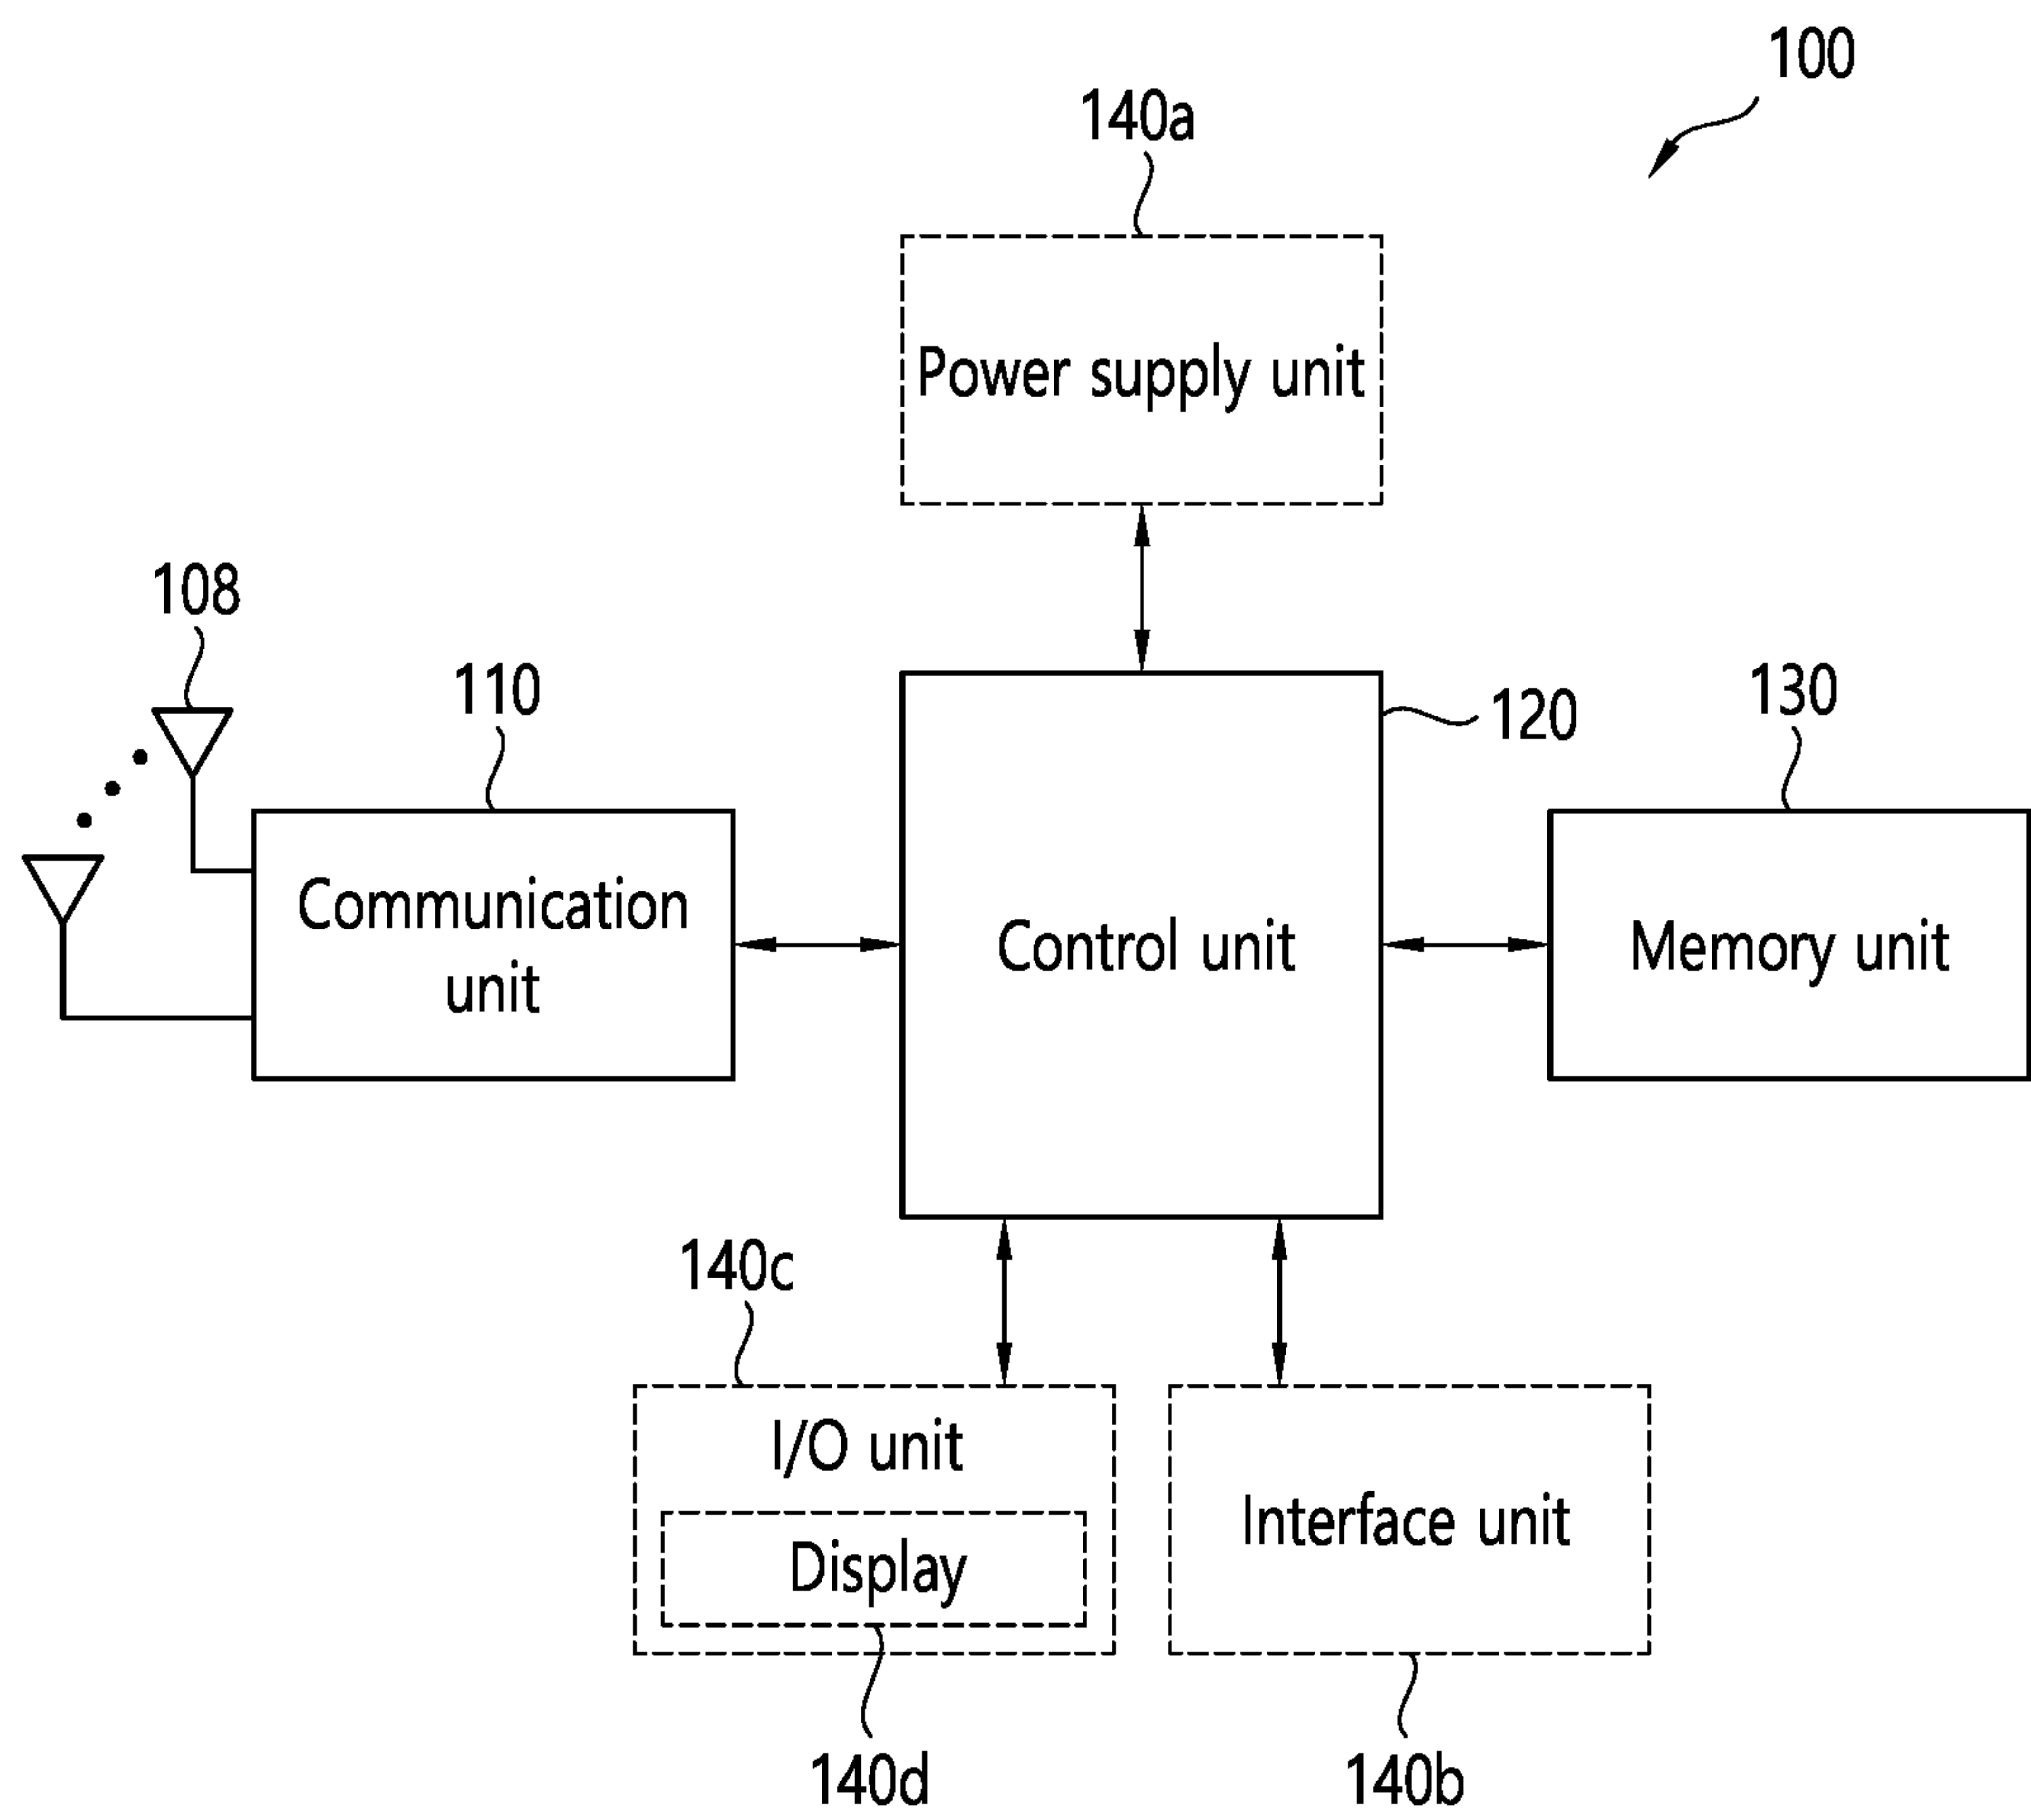 100
140a
Power supply unit
108
110
120
130
Communication
unit
Control unit
Memory unit
140c
I/O unit
Display
Interface unit
140d
140b